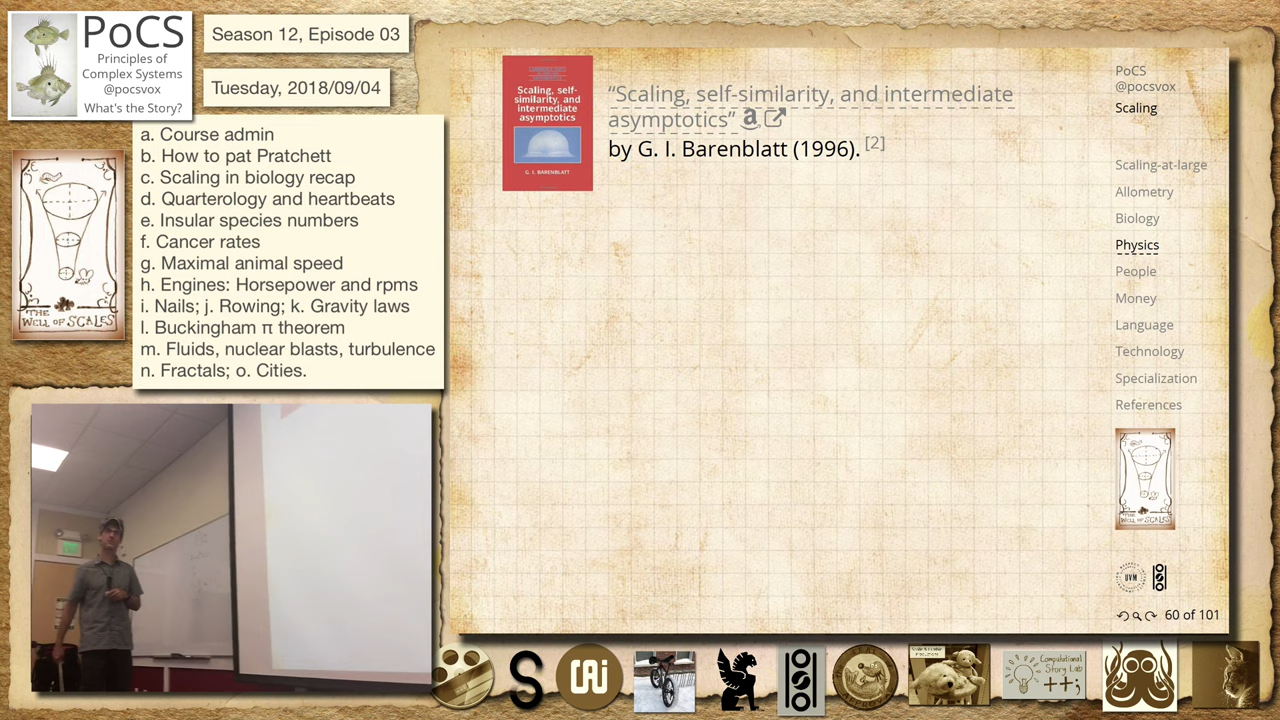 PoCS
Principles of
Complex Systems
@pocsvox
What's the Story?
Season 12, Episode 03
Tuesday, 2018/09/04
a. Course admin
b. How to pat Pratchett
c. Scaling in biology recap
d. Quarterology and heartbeats
e. Insular species numbers
f. Cancer rates
g. Maximal animal speed
h. Engines: Horsepower and rpms
i. Nails; j. Rowing; k. Gravity laws
l. Buckingham π theorem
m. Fluids, nuclear blasts, turbulence
n. Fractals; o. Cities.
THE
WELL OF SCALES
Scaling, self-
similarity, and
intermediate
asymptotics
G. I. BARENBLATT
“Scaling, self-similarity, and intermediate
asymptotics” a
by G. I. Barenblatt (1996). [2]
PoCS
@pocsvox
Scaling
Scaling-at-large
Allometry
Biology
Physics
People
Money
Language
Technology
Specialization
References
THE
WELL OF SCALES
UVM
60 of 101
EXIT
S
Computational
Story Lab
++;